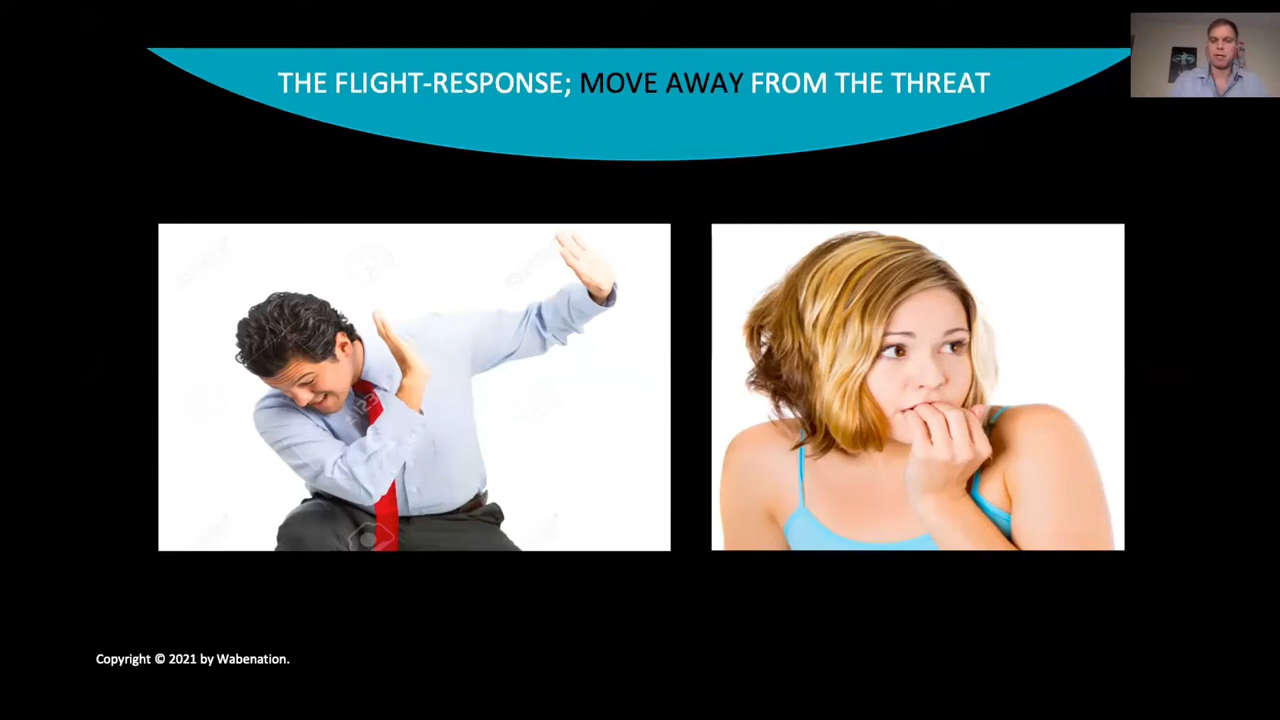 THE FLIGHT-RESPONSE; MOVE AWAY FROM THE THREAT
Copyright © 2021 by Wabenation.